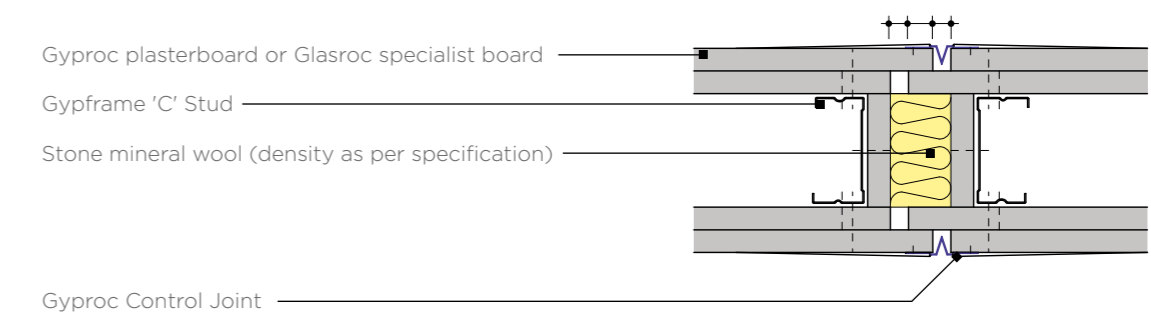 Gyproc plasterboard or Glasroc specialist board
Gypframe 'C' Stud
Stone mineral wool (density as per specification)
Gyproc Control Joint